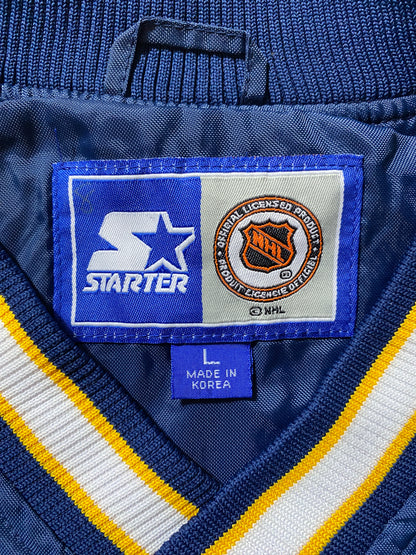 STARTER
OFFICIAL LICENSED PRODUCT
NHL
PRODUIT LICENCIÉ OFFICIEL
© NHL
L
MADE IN
KOREA